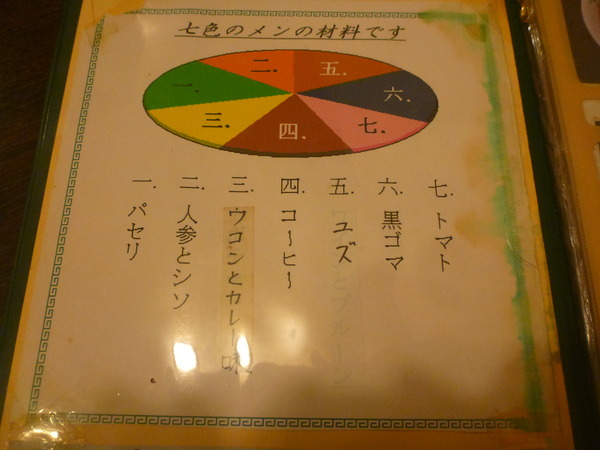 七色のメンの材料です
一.
二.
三.
四.
五.
六.
七.
一. パセリ
二. 人参とシソ
三. ウコンとカレー味
四. コーヒー
五. ユズ
六. 黒ゴマ
七. トマト